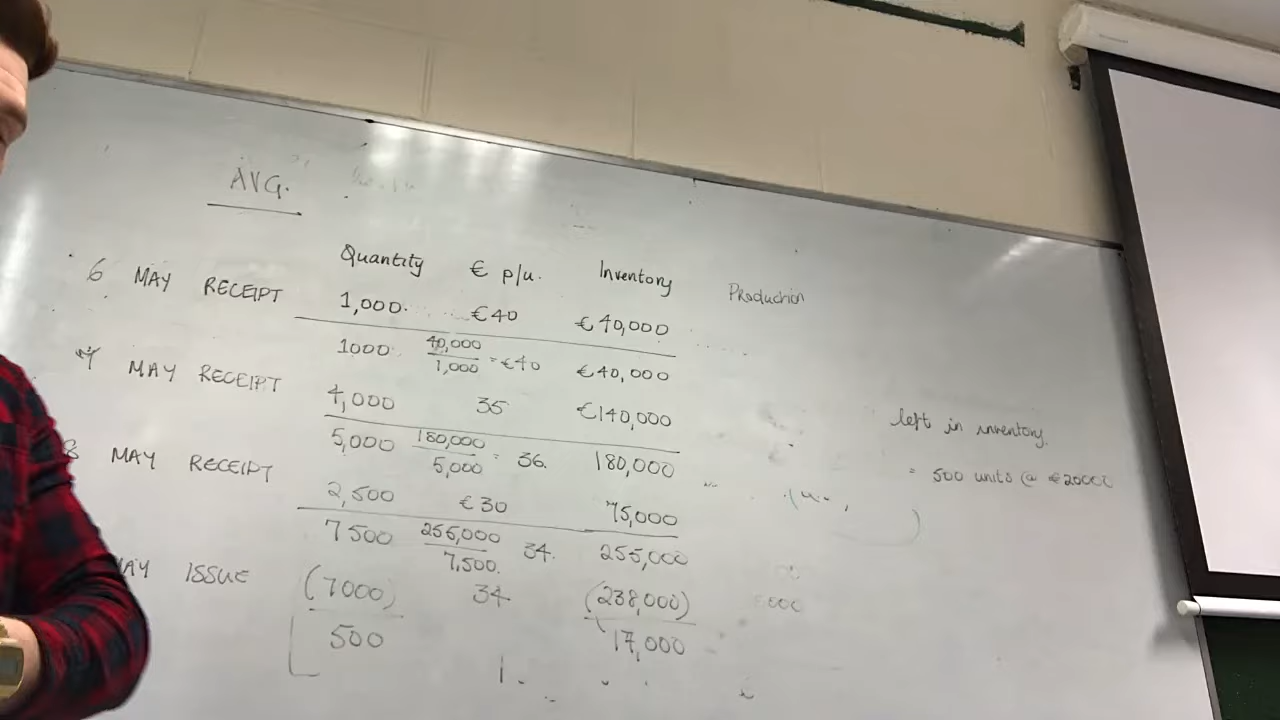 AVG.
Quantity € p/u. Inventory Production
6 MAY RECEIPT 1,000 €40 €40,000
1000 40,000/1,000 = €40 €40,000
7 MAY RECEIPT 4,000 35 €140,000
5,000 180,000/5,000 = 36. 180,000
8 MAY RECEIPT 2,500 €30 75,000
7500 255,000/7,500. 34. 255,000
MAY ISSUE (7000) 34 (238,000)
500 17,000
left in inventory.
= 500 units @ €20000